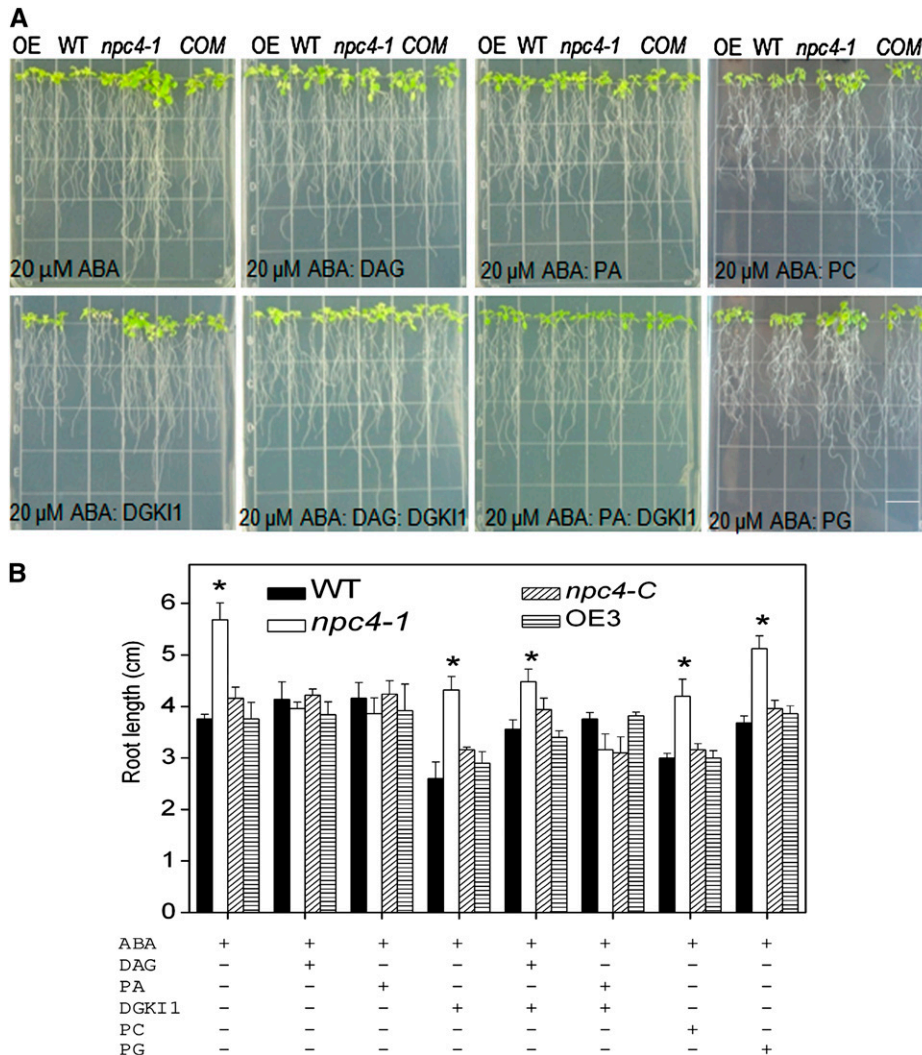 A
OE WT npc4-1 COM OE WT npc4-1 COM OE WT npc4-1 COM OE WT npc4-1 COM
20 µM ABA 20 µM ABA: DAG 20 µM ABA: PA 20 µM ABA: PC
20 µM ABA: DGKI1 20 µM ABA: DAG: DGKI1 20 µM ABA: PA: DGKI1 20 µM ABA: PG
B
Root length (cm)
6
5
4
3
2
1
0
WT npc4-C
npc4-1 OE3
* * * * *
ABA + + + + + + + +
DAG – + – – + – – –
PA – – + – – + – –
DGKI1 – – – + + + – –
PC – – – – – – + –
PG – – – – – – – +